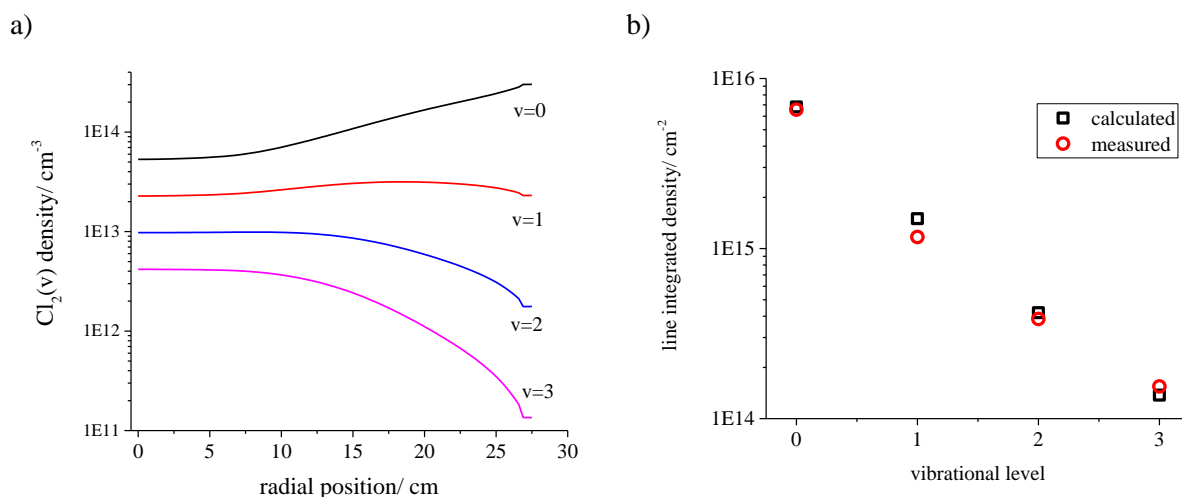 a)
Cl₂(v) density/ cm⁻³
1E14
1E13
1E12
1E11
v=0
v=1
v=2
v=3
0 5 10 15 20 25 30
radial position/ cm
b)
line integrated density/ cm⁻²
1E16
1E15
1E14
calculated
measured
0 1 2 3
vibrational level